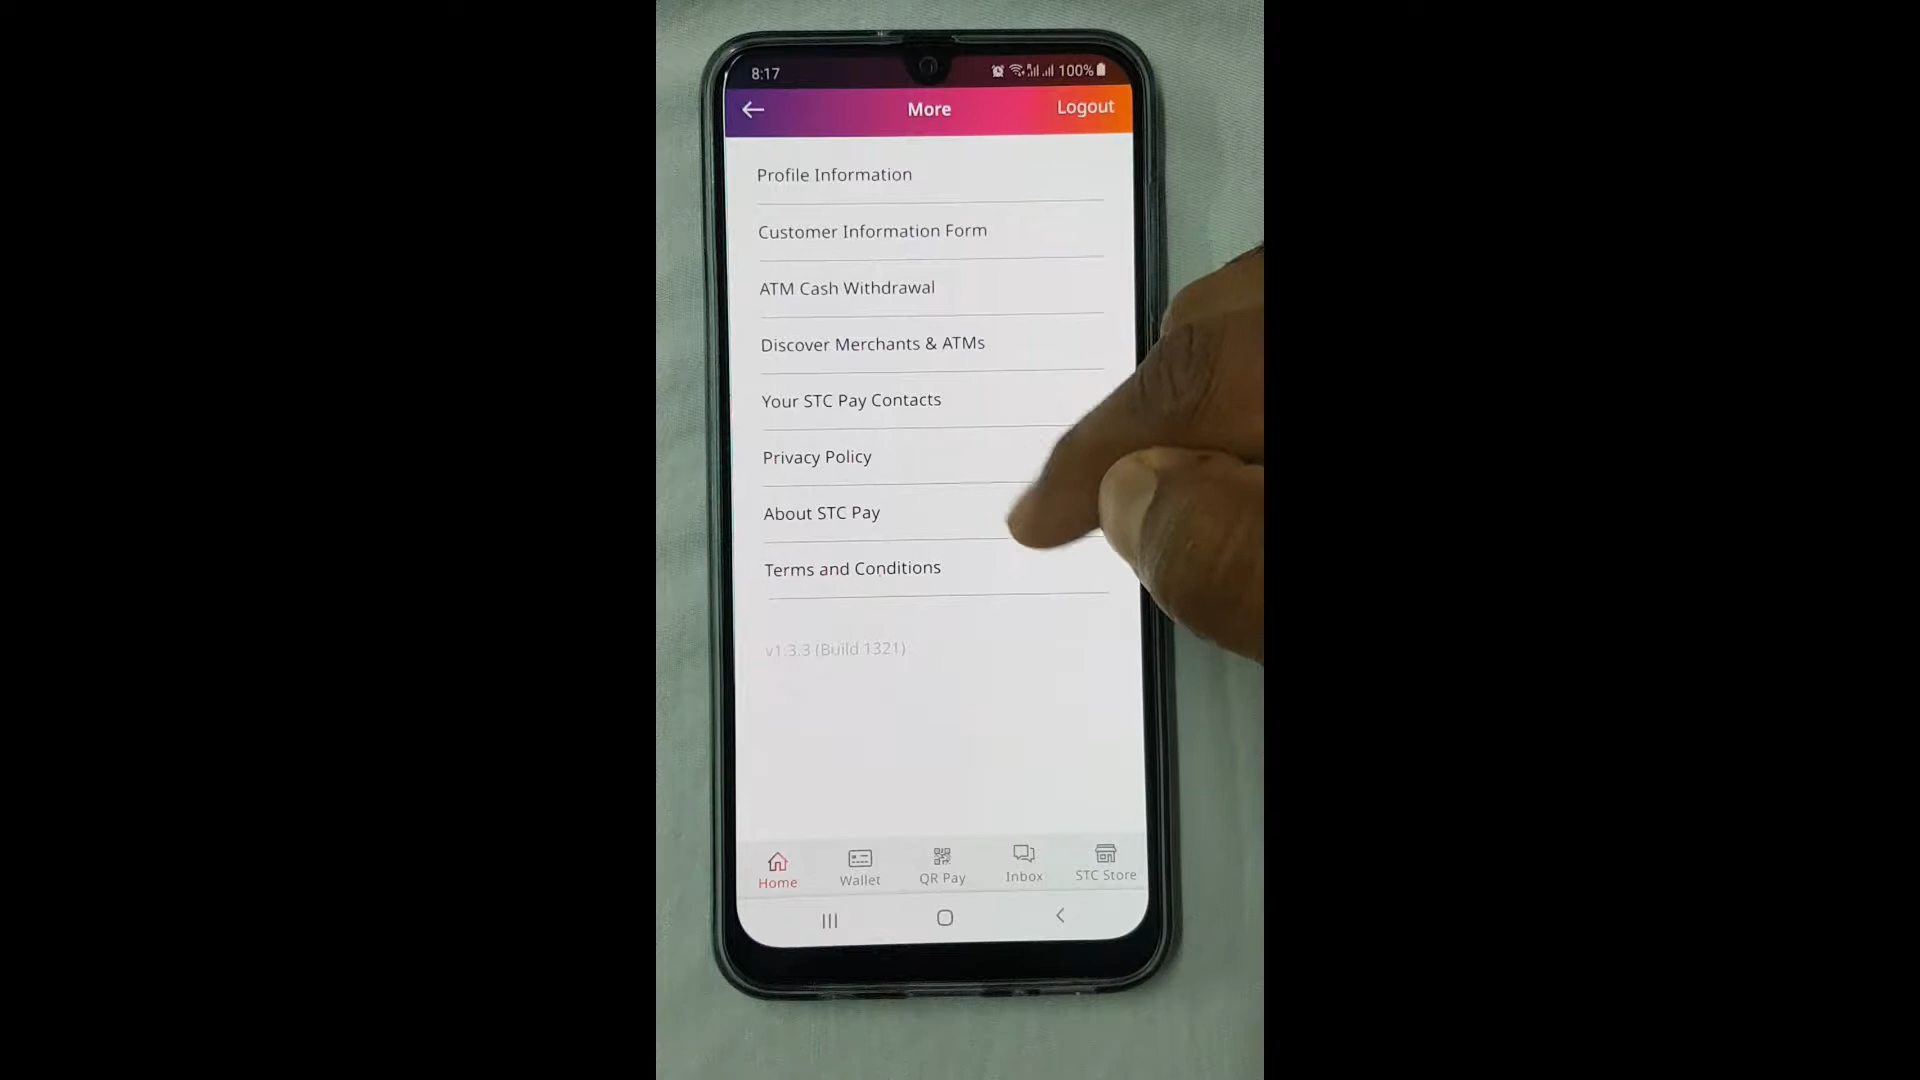 8:17
100%
More
Logout
Profile Information
Customer Information Form
ATM Cash Withdrawal
Discover Merchants & ATMs
Your STC Pay Contacts
Privacy Policy
About STC Pay
Terms and Conditions
v1.3.3 (Build 1321)
Home
Wallet
QR Pay
Inbox
STC Store